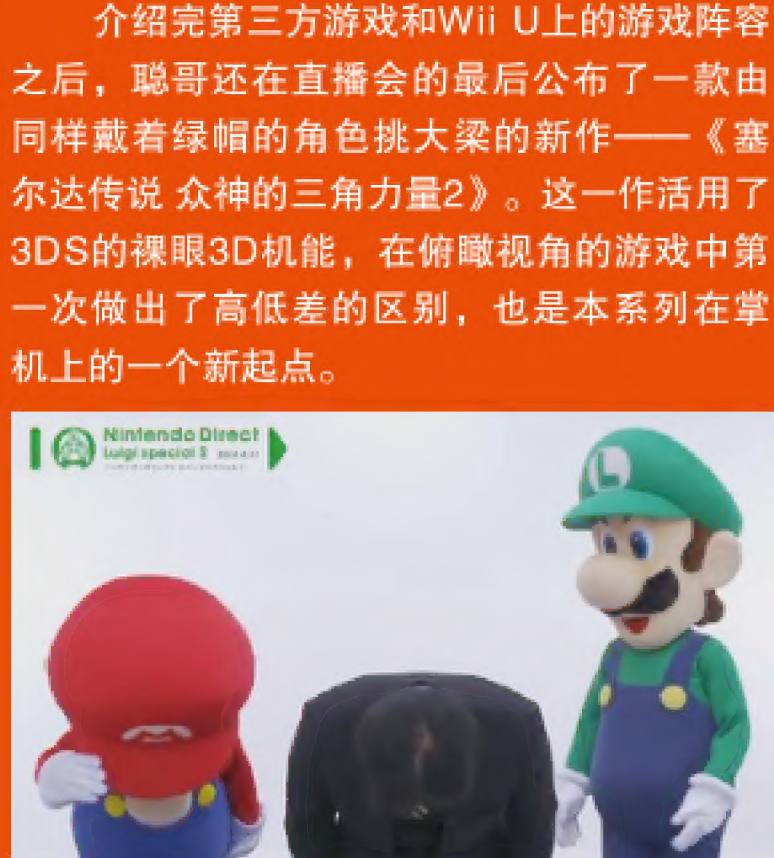 介绍完第三方游戏和Wii U上的游戏阵容
之后，聪哥还在直播会的最后公布了一款由
同样戴着绿帽的角色挑大梁的新作——《塞
尔达传说 众神的三角力量2》。这一作活用了
3DS的裸眼3D机能，在俯瞰视角的游戏中第
一次做出了高低差的区别，也是本系列在掌
机上的一个新起点。
Nintendo Direct
Luigi special
L